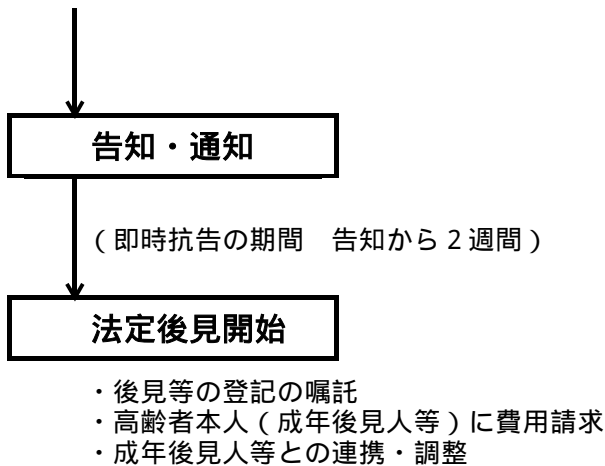 告知・通知
(即時抗告の期間　告知から2週間)
法定後見開始
・後見等の登記の嘱託
・高齢者本人(成年後見人等)に費用請求
・成年後見人等との連携・調整